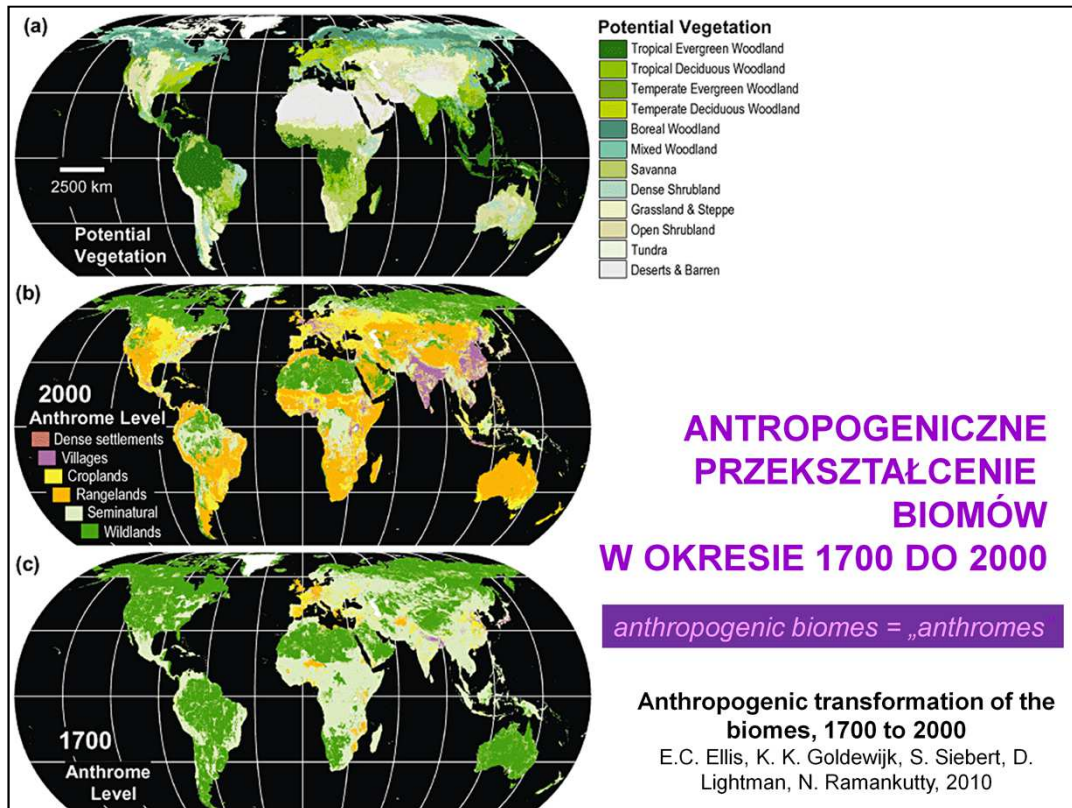 (a)
2500 km
Potential
Vegetation
Potential Vegetation
Tropical Evergreen Woodland
Tropical Deciduous Woodland
Temperate Evergreen Woodland
Temperate Deciduous Woodland
Boreal Woodland
Mixed Woodland
Savanna
Dense Shrubland
Grassland & Steppe
Open Shrubland
Tundra
Deserts & Barren
(b)
2000
Anthrome Level
Dense settlements
Villages
Croplands
Rangelands
Seminatural
Wildlands
(c)
1700
Anthrome
Level
ANTROPOGENICZNE
PRZEKSZTAŁCENIE
BIOMÓW
W OKRESIE 1700 DO 2000
anthropogenic biomes = „anthromes
Anthropogenic transformation of the
biomes, 1700 to 2000
E.C. Ellis, K. K. Goldewijk, S. Siebert, D.
Lightman, N. Ramankutty, 2010